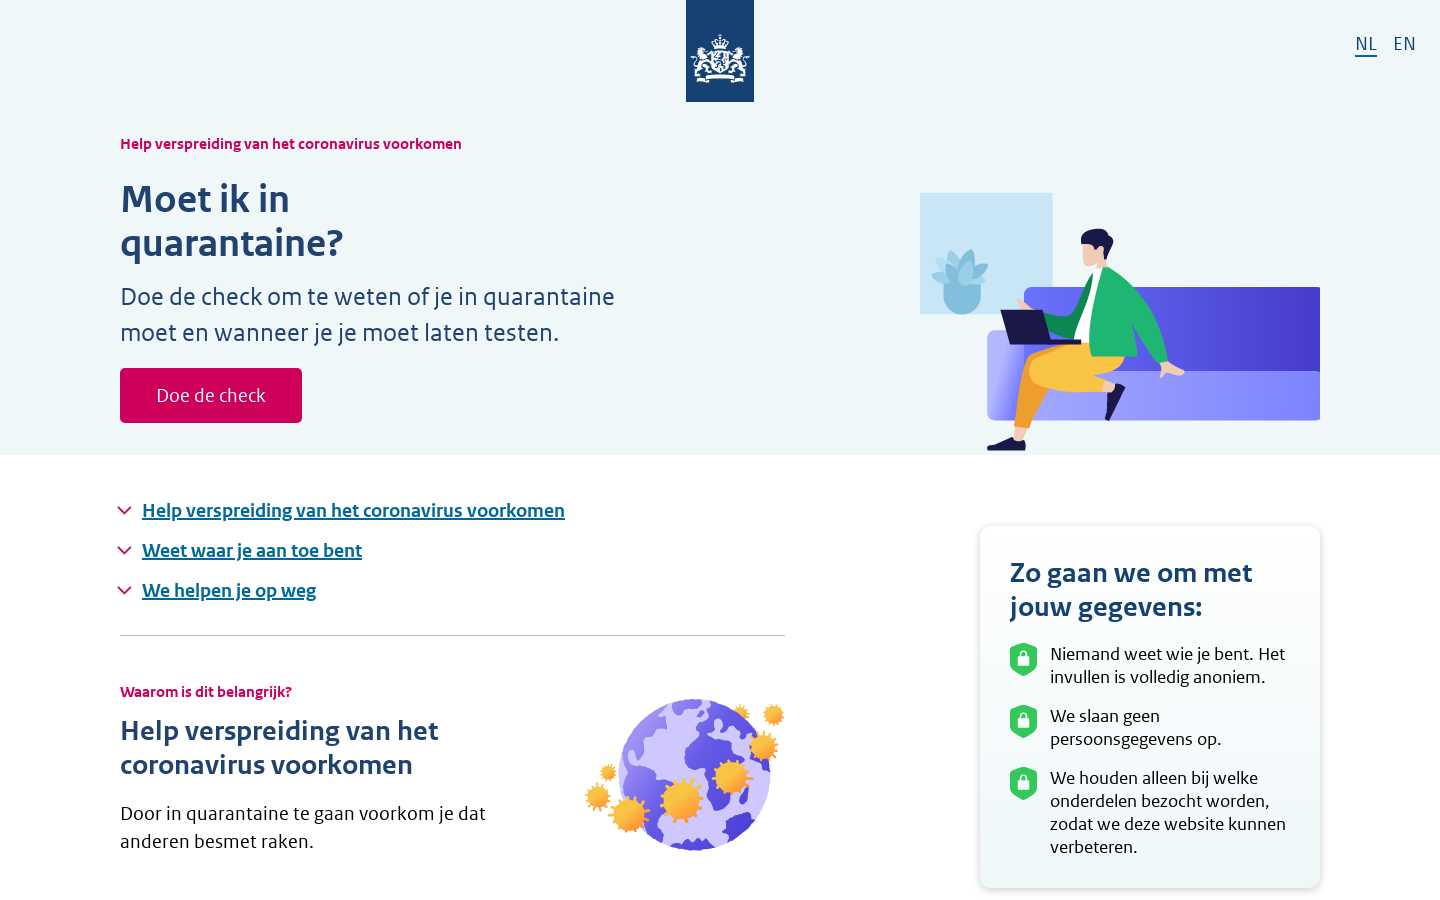 NL EN
Help verspreiding van het coronavirus voorkomen
Moet ik in
quarantaine?
Doe de check om te weten of je in quarantaine
moet en wanneer je je moet laten testen.
Doe de check
Help verspreiding van het coronavirus voorkomen
Weet waar je aan toe bent
We helpen je op weg
Waarom is dit belangrijk?
Help verspreiding van het
coronavirus voorkomen
Door in quarantaine te gaan voorkom je dat
anderen besmet raken.
Zo gaan we om met
jouw gegevens:
Niemand weet wie je bent. Het
invullen is volledig anoniem.
We slaan geen
persoonsgegevens op.
We houden alleen bij welke
onderdelen bezocht worden,
zodat we deze website kunnen
verbeteren.